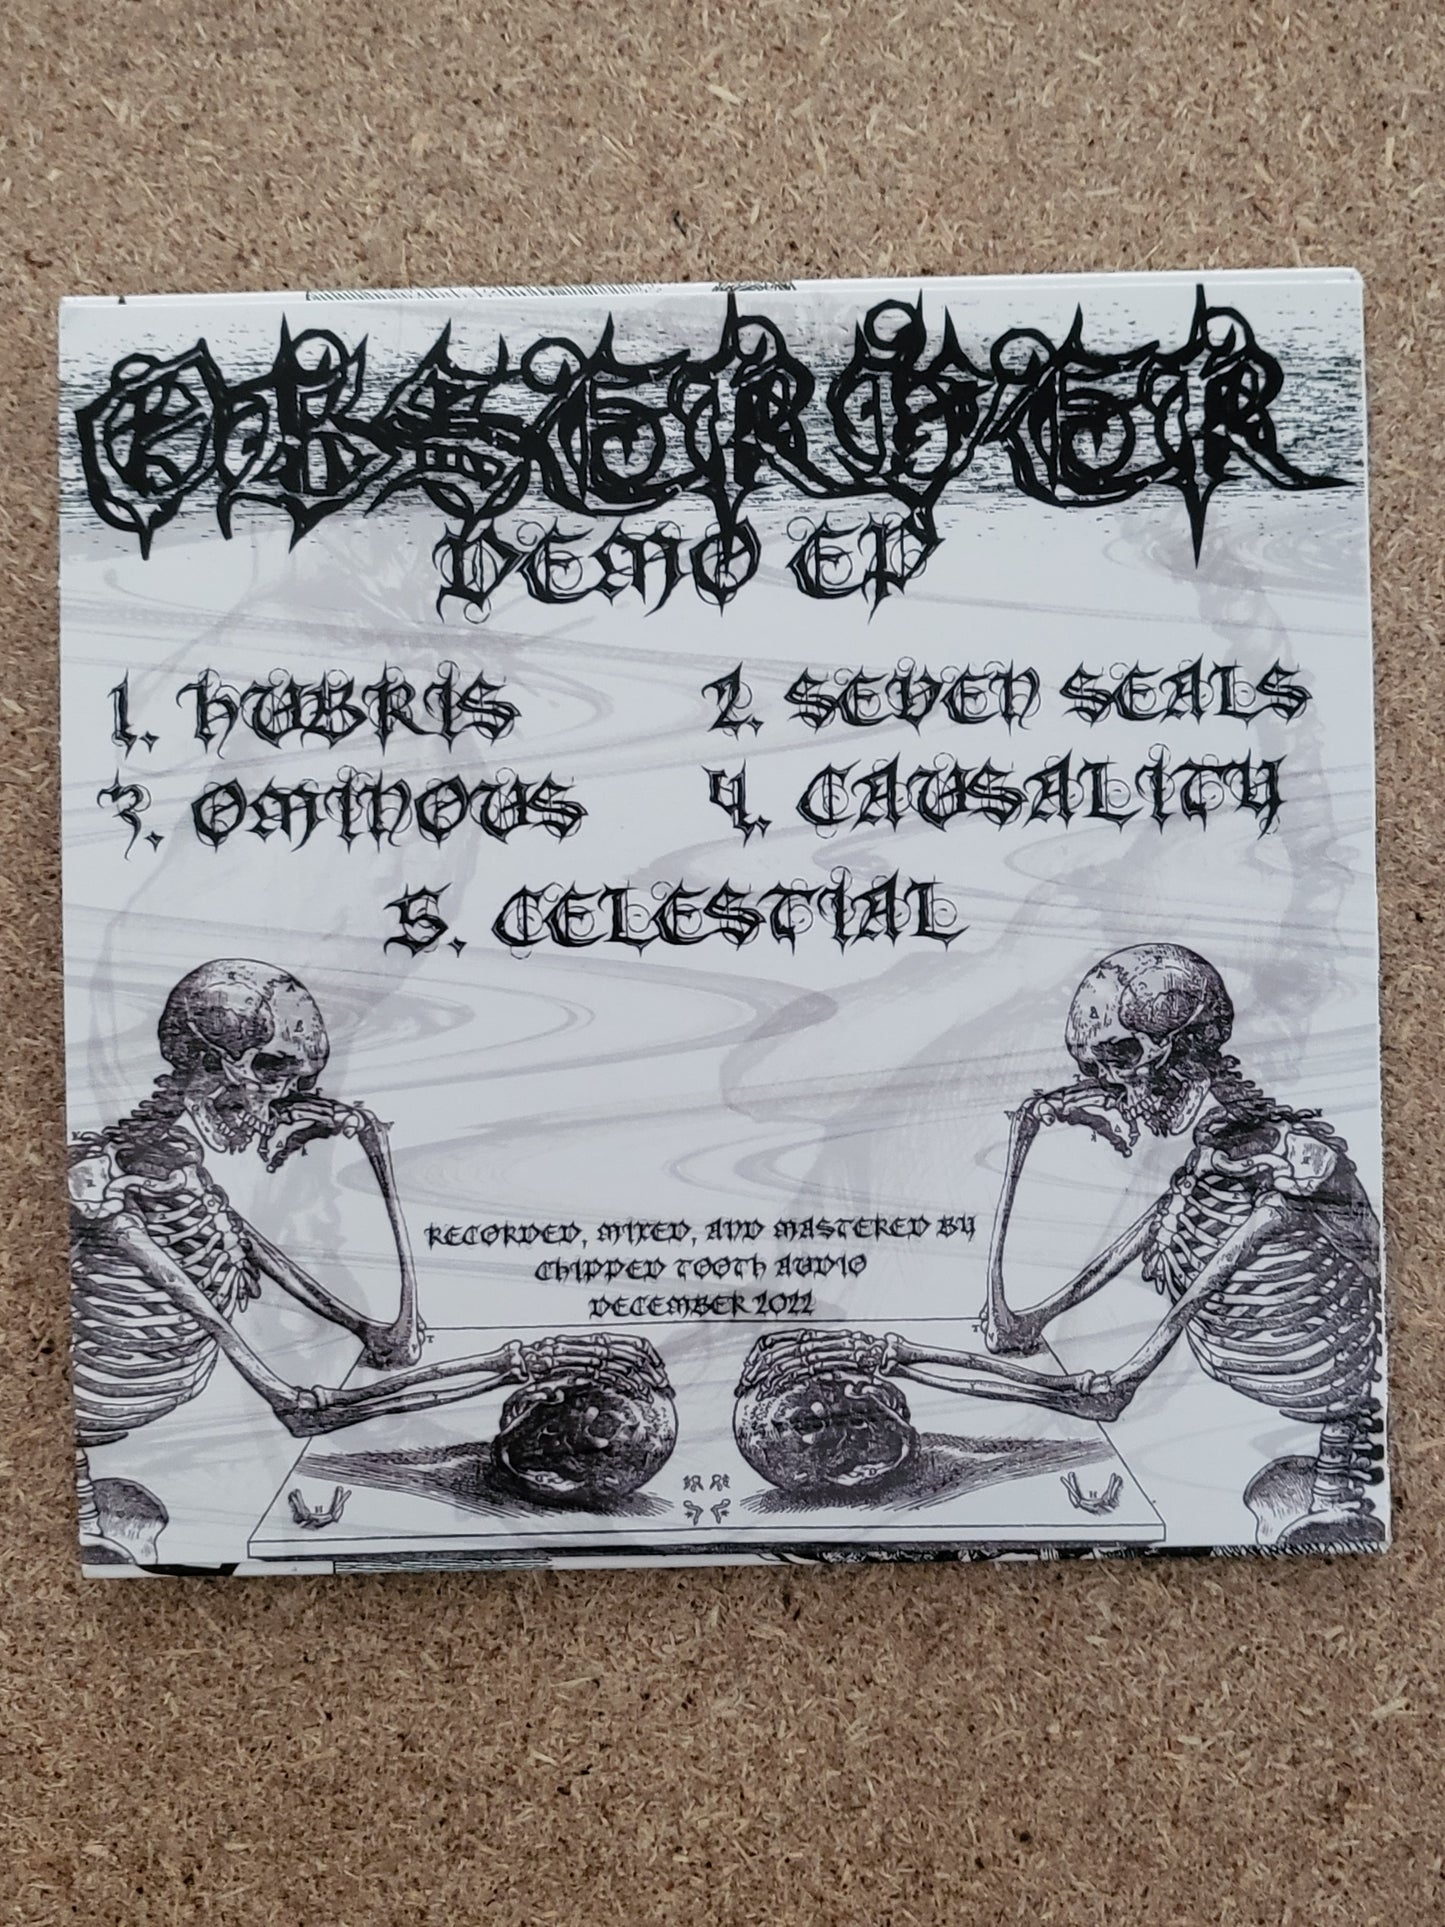 OBSERVER
DEMO EP
1. HUBRIS 2. SEVEN SEALS
3. OMINOUS 4. CAUSALITY
5. CELESTIAL
RECORDED, MIXED, AND MASTERED BY
CHIPPED TOOTH AUDIO
DECEMBER 2022